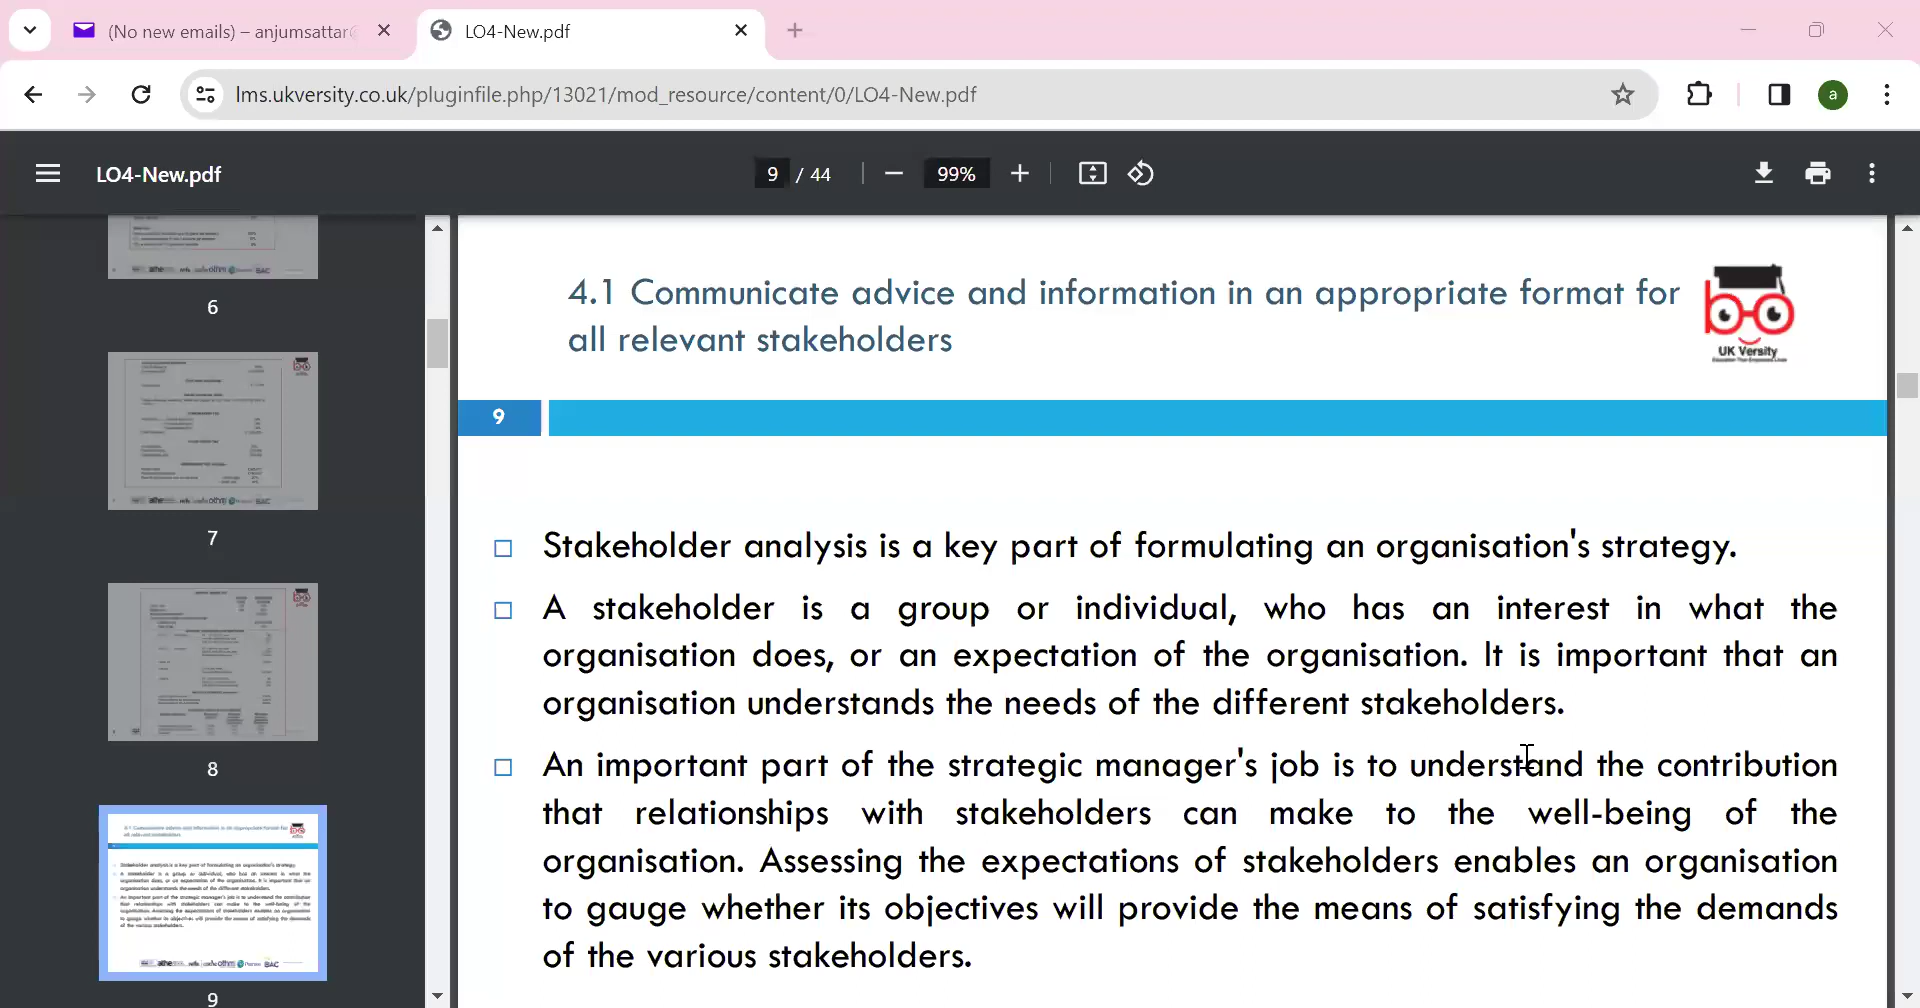 (No new emails) – anjumsattar@
LO4-New.pdf
lms.ukversity.co.uk/pluginfile.php/13021/mod_resource/content/0/LO4-New.pdf
a
LO4-New.pdf
9 / 44
99%
6
7
8
9
4.1 Communicate advice and information in an appropriate format for
all relevant stakeholders
UK Versity
9
Stakeholder analysis is a key part of formulating an organisation's strategy.
A stakeholder is a group or individual, who has an interest in what the
organisation does, or an expectation of the organisation. It is important that an
organisation understands the needs of the different stakeholders.
An important part of the strategic manager's job is to understand the contribution
that relationships with stakeholders can make to the well-being of the
organisation. Assessing the expectations of stakeholders enables an organisation
to gauge whether its objectives will provide the means of satisfying the demands
of the various stakeholders.